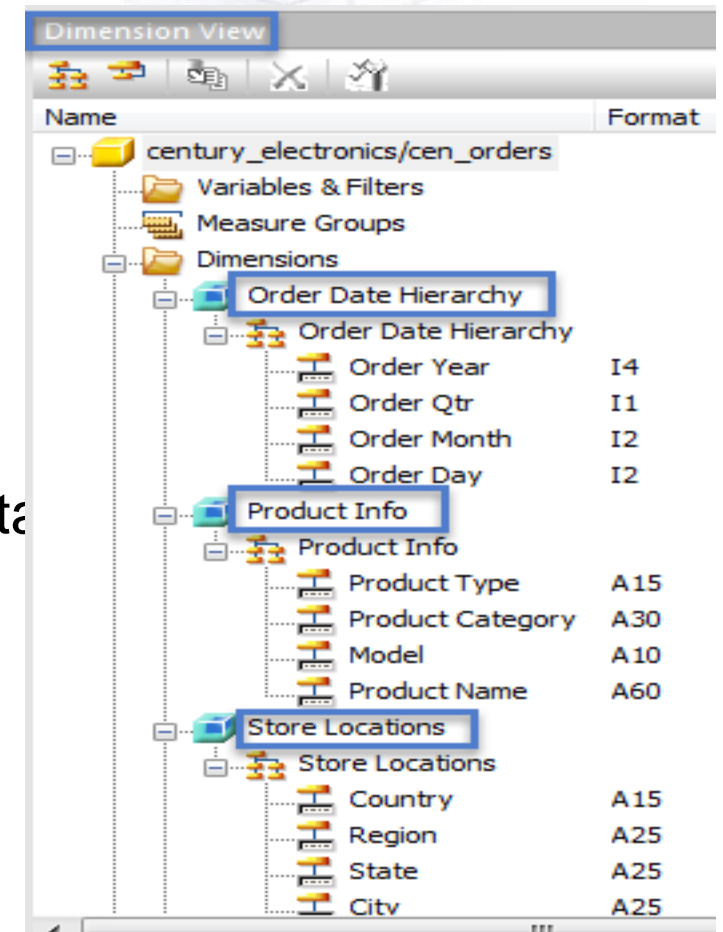 Dimension View
Name Format
century_electronics/cen_orders
Variables & Filters
Measure Groups
Dimensions
Order Date Hierarchy
Order Date Hierarchy
Order Year I4
Order Qtr I1
Order Month I2
Order Day I2
ta
Product Info
Product Info
Product Type A15
Product Category A30
Model A10
Product Name A60
Store Locations
Store Locations
Country A15
Region A25
State A25
City A25